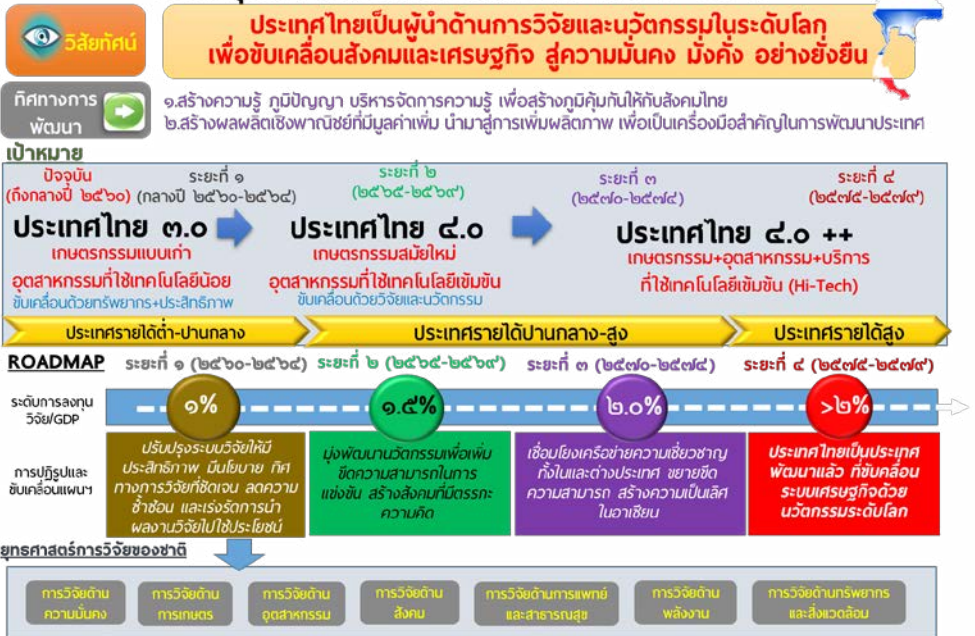 วิสัยทัศน์
ประเทศไทยเป็นผู้นำด้านการวิจัยและนวัตกรรมในระดับโลก
เพื่อขับเคลื่อนสังคมและเศรษฐกิจ สู่ความมั่นคง มั่งคั่ง อย่างยั่งยืน
ทิศทางการ
พัฒนา
๑.สร้างความรู้ ภูมิปัญญา บริหารจัดการความรู้ เพื่อสร้างภูมิคุ้มกันให้กับสังคมไทย
๒.สร้างผลผลิตเชิงพาณิชย์ที่มีมูลค่าเพิ่ม นำมาสู่การเพิ่มผลิตภาพ เพื่อเป็นเครื่องมือสำคัญในการพัฒนาประเทศ
เป้าหมาย
ปัจจุบัน
(ถึงกลางปี ๒๕๖๐)
ระยะที่ ๑
(กลางปี ๒๕๖๐-๒๕๖๔)
ระยะที่ ๒
(๒๕๖๕-๒๕๖๙)
ระยะที่ ๓
(๒๕๗๐-๒๕๗๔)
ระยะที่ ๔
(๒๕๗๕-๒๕๗๙)
ประเทศไทย ๓.๐
เกษตรกรรมแบบเก่า
อุตสาหกรรมที่ใช้เทคโนโลยีน้อย
ขับเคลื่อนด้วยทรัพยากร+ประสิทธิภาพ
ประเทศไทย ๔.๐
เกษตรกรรมสมัยใหม่
อุตสาหกรรมที่ใช้เทคโนโลยีเข้มข้น
ขับเคลื่อนด้วยวิจัยและนวัตกรรม
ประเทศไทย ๔.๐ ++
เกษตรกรรม+อุตสาหกรรม+บริการ
ที่ใช้เทคโนโลยีเข้มข้น (Hi-Tech)
ประเทศรายได้ต่ำ-ปานกลาง
ประเทศรายได้ปานกลาง-สูง
ประเทศรายได้สูง
ROADMAP
ระยะที่ ๑ (๒๕๖๐-๒๕๖๔)
ระยะที่ ๒ (๒๕๖๕-๒๕๖๙)
ระยะที่ ๓ (๒๕๗๐-๒๕๗๔)
ระยะที่ ๔ (๒๕๗๕-๒๕๗๙)
ระดับการลงทุน
วิจัย/GDP
๑%
๑.๕%
๒.๐%
>๒%
การปฏิรูปและ
ขับเคลื่อนแผนฯ
ปรับปรุงระบบวิจัยให้มี
ประสิทธิภาพ มีนโยบาย ทิศ
ทางการวิจัยที่ชัดเจน ลดความ
ซ้ำซ้อน และเร่งรัดการนำ
ผลงานวิจัยไปใช้ประโยชน์
มุ่งพัฒนานวัตกรรมเพื่อเพิ่ม
ขีดความสามารถในการ
แข่งขัน สร้างสังคมที่มีตรรกะ
ความคิด
เชื่อมโยงเครือข่ายความเชี่ยวชาญ
ทั้งในและต่างประเทศ ขยายขีด
ความสามารถ สร้างความเป็นเลิศ
ในอาเซียน
ประเทศไทยเป็นประเทศ
พัฒนาแล้ว ที่ขับเคลื่อน
ระบบเศรษฐกิจด้วย
นวัตกรรมระดับโลก
ยุทธศาสตร์การวิจัยของชาติ
การวิจัยด้าน
ความมั่นคง
การวิจัยด้าน
การเกษตร
การวิจัยด้าน
อุตสาหกรรม
การวิจัยด้าน
สังคม
การวิจัยด้านการแพทย์
และสาธารณสุข
การวิจัยด้าน
พลังงาน
การวิจัยด้านทรัพยากร
และสิ่งแวดล้อม